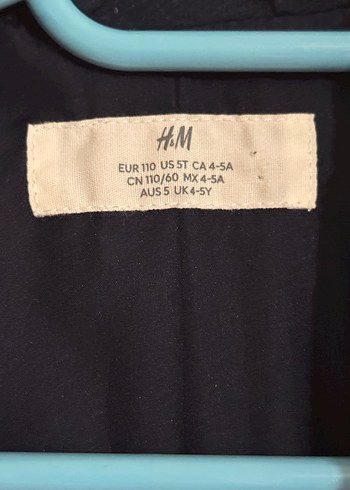 H&M
EUR 110 US 5T CA 4-5A
CN 110/60 MX 4-5A
AUS 5 UK 4-5Y